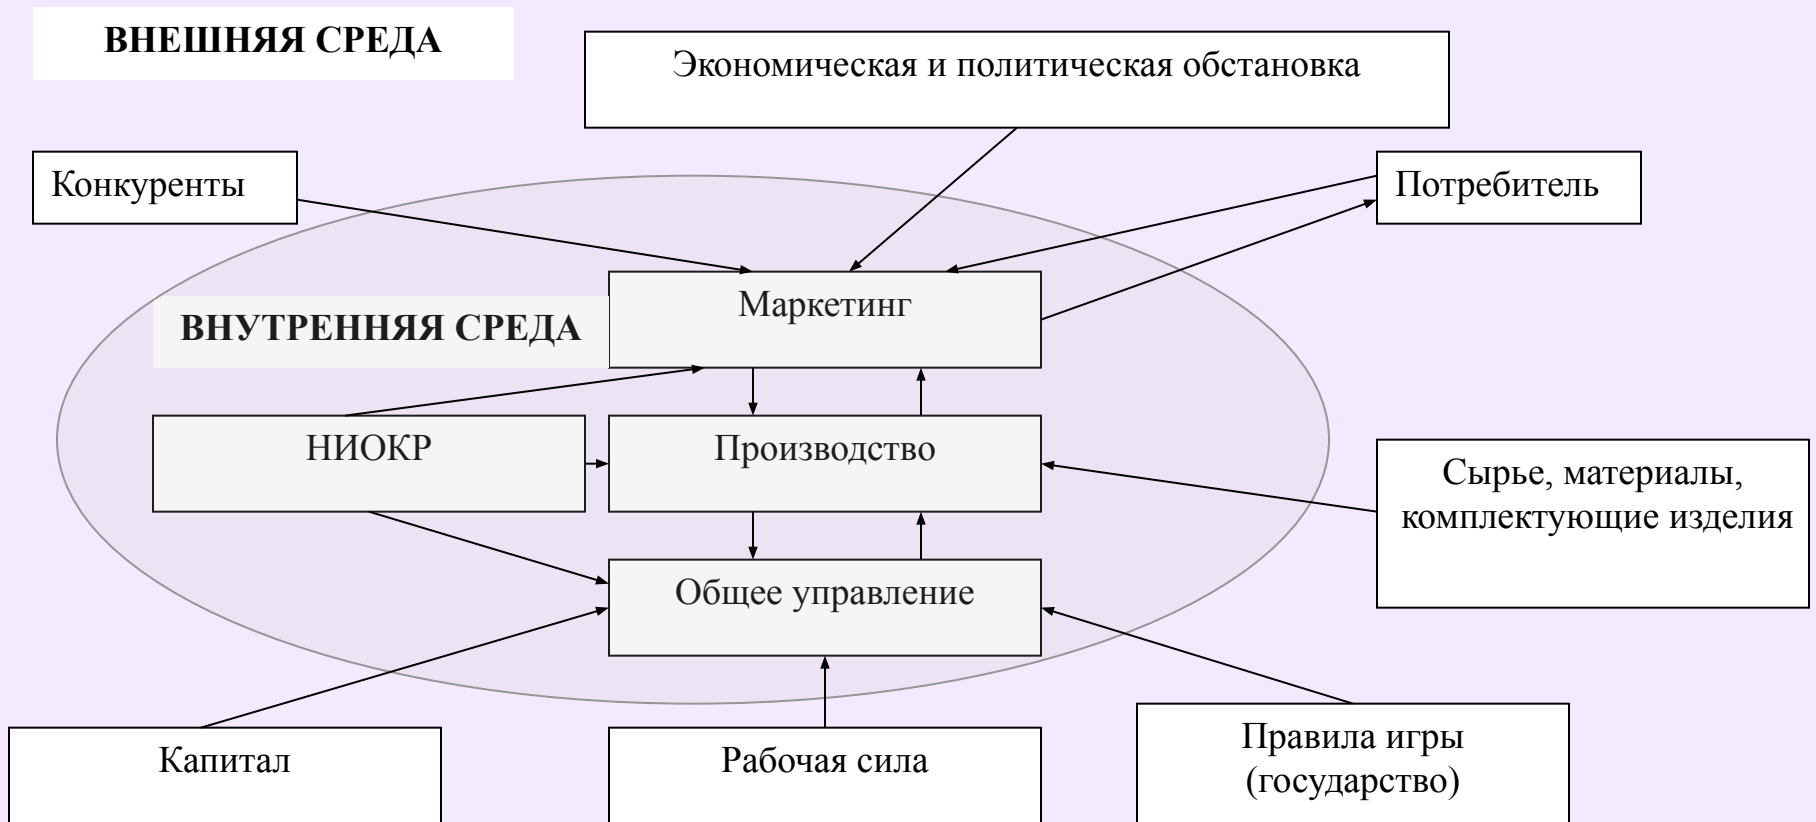 ВНЕШНЯЯ СРЕДА
Экономическая и политическая обстановка
Конкуренты
Потребитель
Маркетинг
ВНУТРЕННЯЯ СРЕДА
НИОКР
Производство
Сырье, материалы,
комплектующие изделия
Общее управление
Капитал
Рабочая сила
Правила игры
(государство)